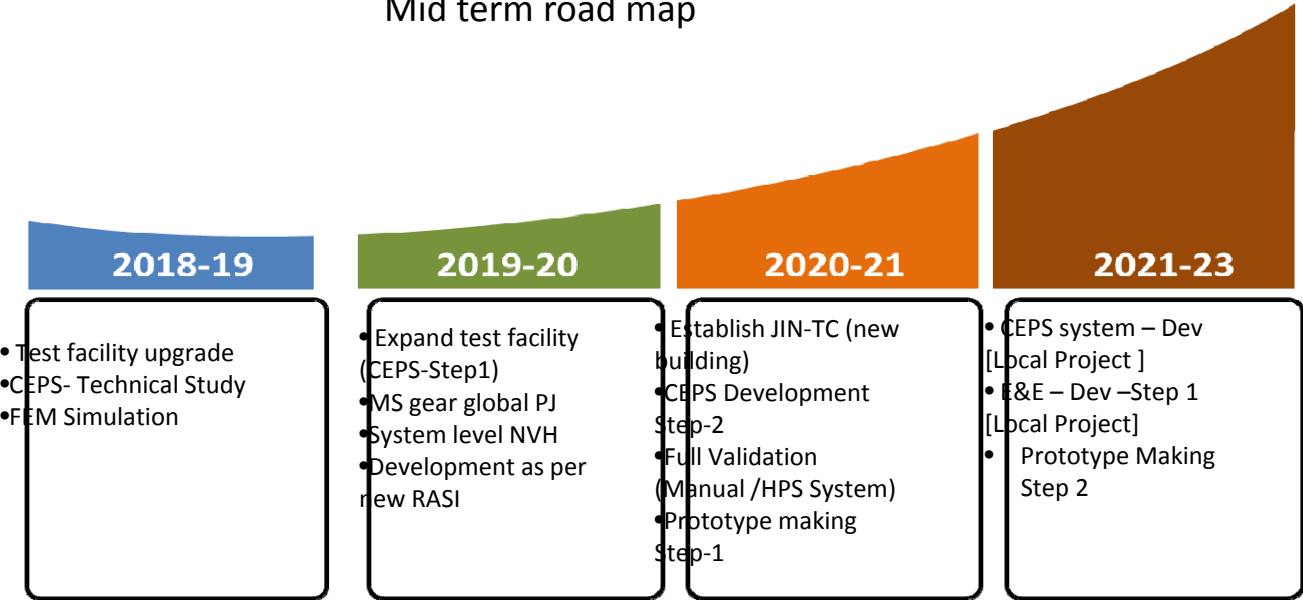 Mid term road map
2018-19
2019-20
2020-21
2021-23
• Test facility upgrade
•CEPS- Technical Study
•FEM Simulation
• Expand test facility
(CEPS-Step1)
•MS gear global PJ
•System level NVH
•Development as per
new RASI
• Establish JIN-TC (new
building)
•CEPS Development
Step-2
•Full Validation
(Manual /HPS System)
•Prototype making
Step-1
• CEPS system – Dev
[Local Project ]
• E&E – Dev –Step 1
[Local Project]
• Prototype Making
Step 2